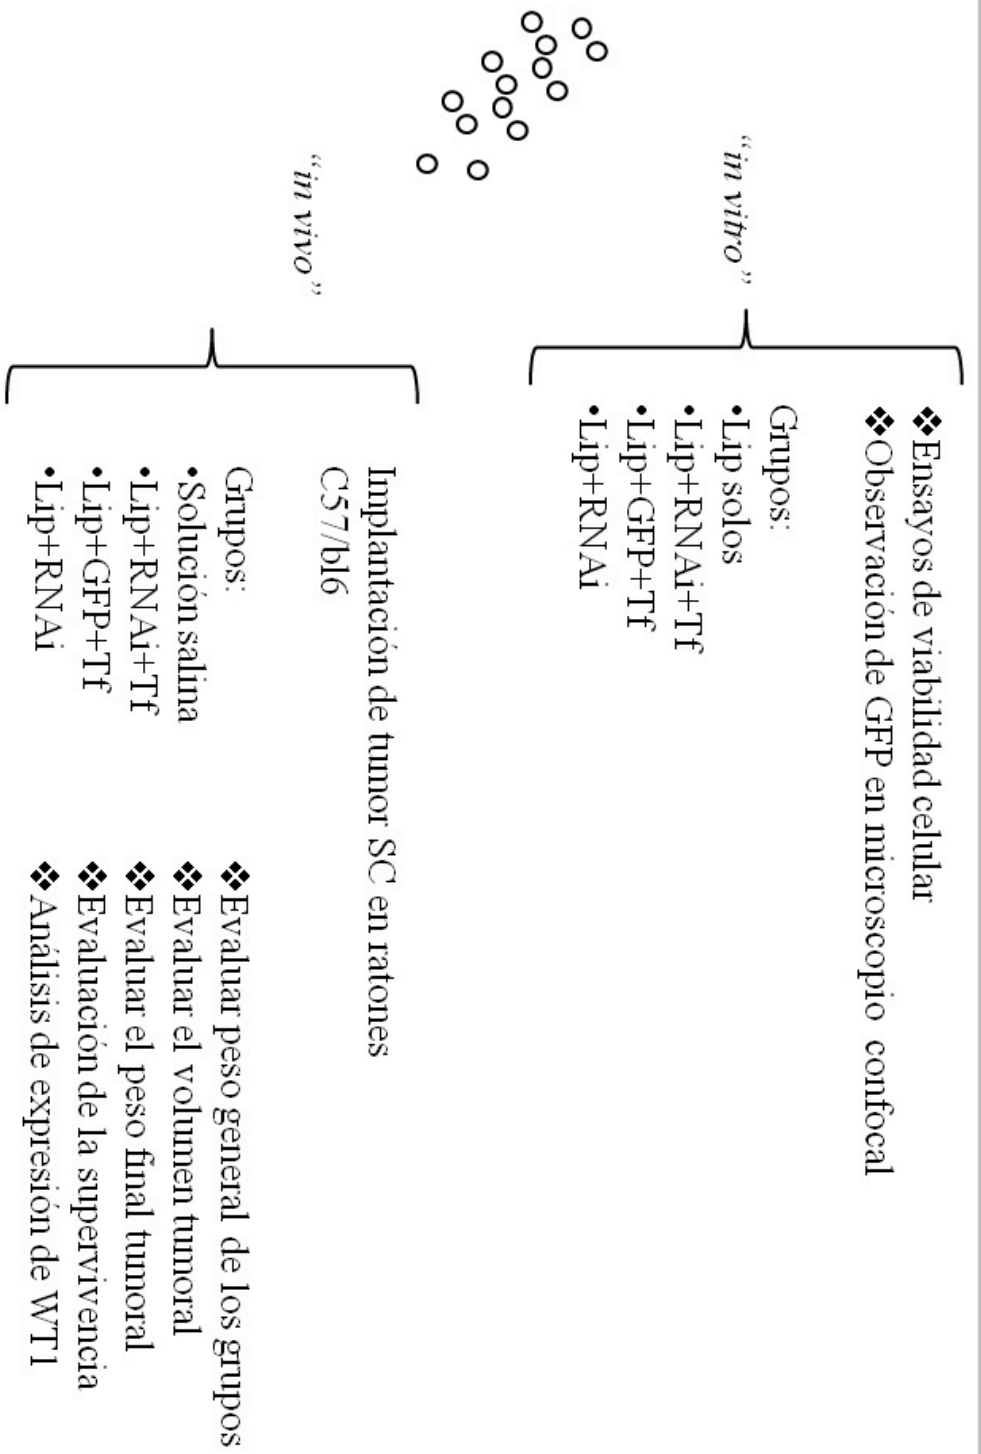 “in vitro”
❖Ensayos de viabilidad celular
❖Observación de GFP en microscopio confocal
Grupos:
•Lip solos
•Lip+RNAi+Tf
•Lip+GFP+Tf
•Lip+RNAi
“in vivo”
Implantación de tumor SC en ratones
C57/bl6
Grupos:
•Solución salina
•Lip+RNAi+Tf
•Lip+GFP+Tf
•Lip+RNAi
❖Evaluar peso general de los grupos
❖Evaluar el volumen tumoral
❖Evaluar el peso final tumoral
❖Evaluación de la supervivencia
❖Análisis de expresión de WT1